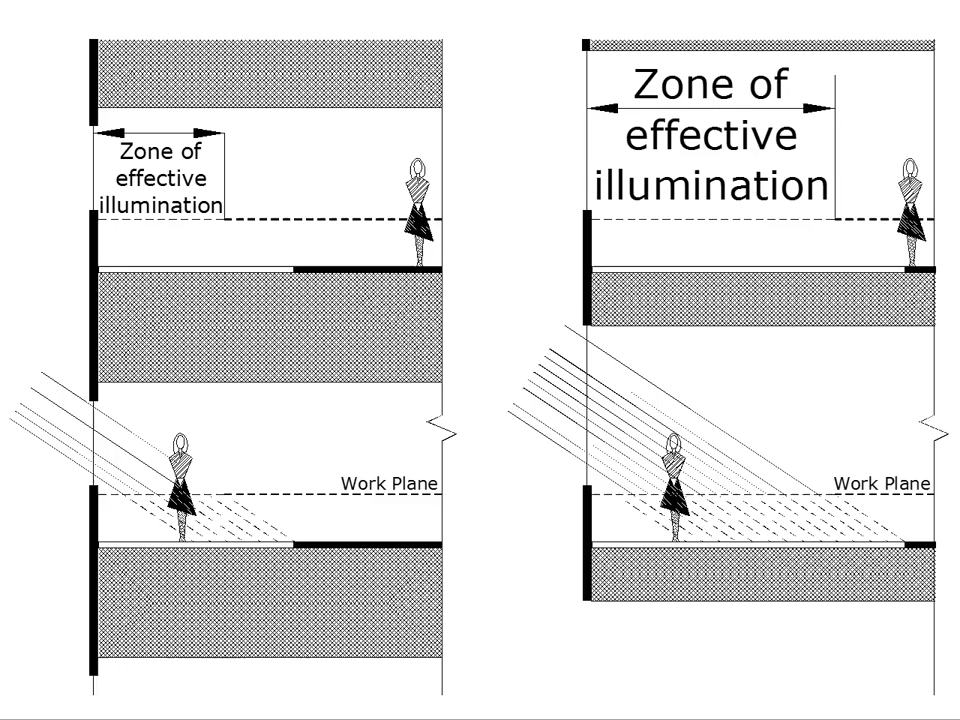 Zone of
effective
illumination
Work Plane
Zone of
effective
illumination
Work Plane